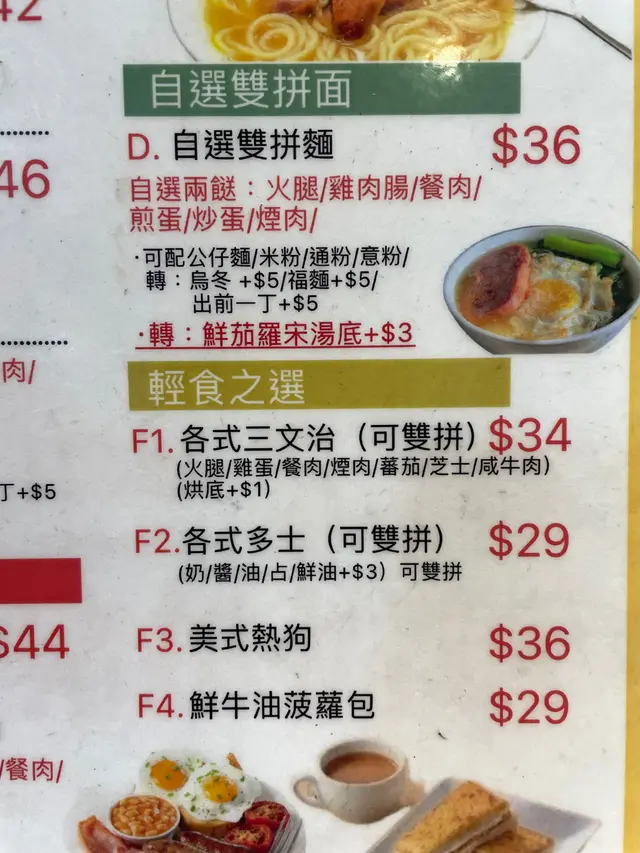 42
46
肉/
丁+$5
$44
/餐肉/
自選雙拼面
D. 自選雙拼麵 $36
自選兩餸：火腿/雞肉腸/餐肉/
煎蛋/炒蛋/煙肉/
·可配公仔麵/米粉/通粉/意粉/
轉：烏冬 +$5/福麵+$5/
出前一丁+$5
·轉：鮮茄羅宋湯底+$3
輕食之選
F1. 各式三文治（可雙拼) $34
(火腿/雞蛋/餐肉/煙肉/蕃茄/芝士/咸牛肉)
(烘底+$1)
F2. 各式多士（可雙拼） $29
(奶/醬/油/占/鮮油+$3）可雙拼
F3. 美式熱狗 $36
F4. 鮮牛油菠蘿包 $29